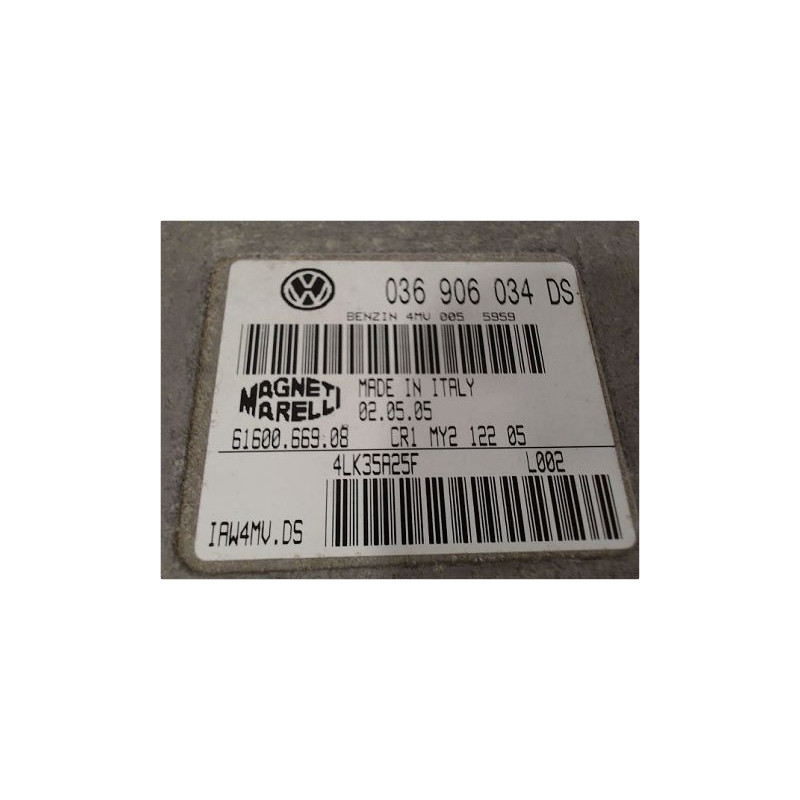 036 906 034 DS
BENZIN 4MV 005 5959
MAGNETI MARELLI
MADE IN ITALY
02.05.05
61600.669.08 CR1 MY2 122 05
4LK35A25F L002
IAW4MV.DS